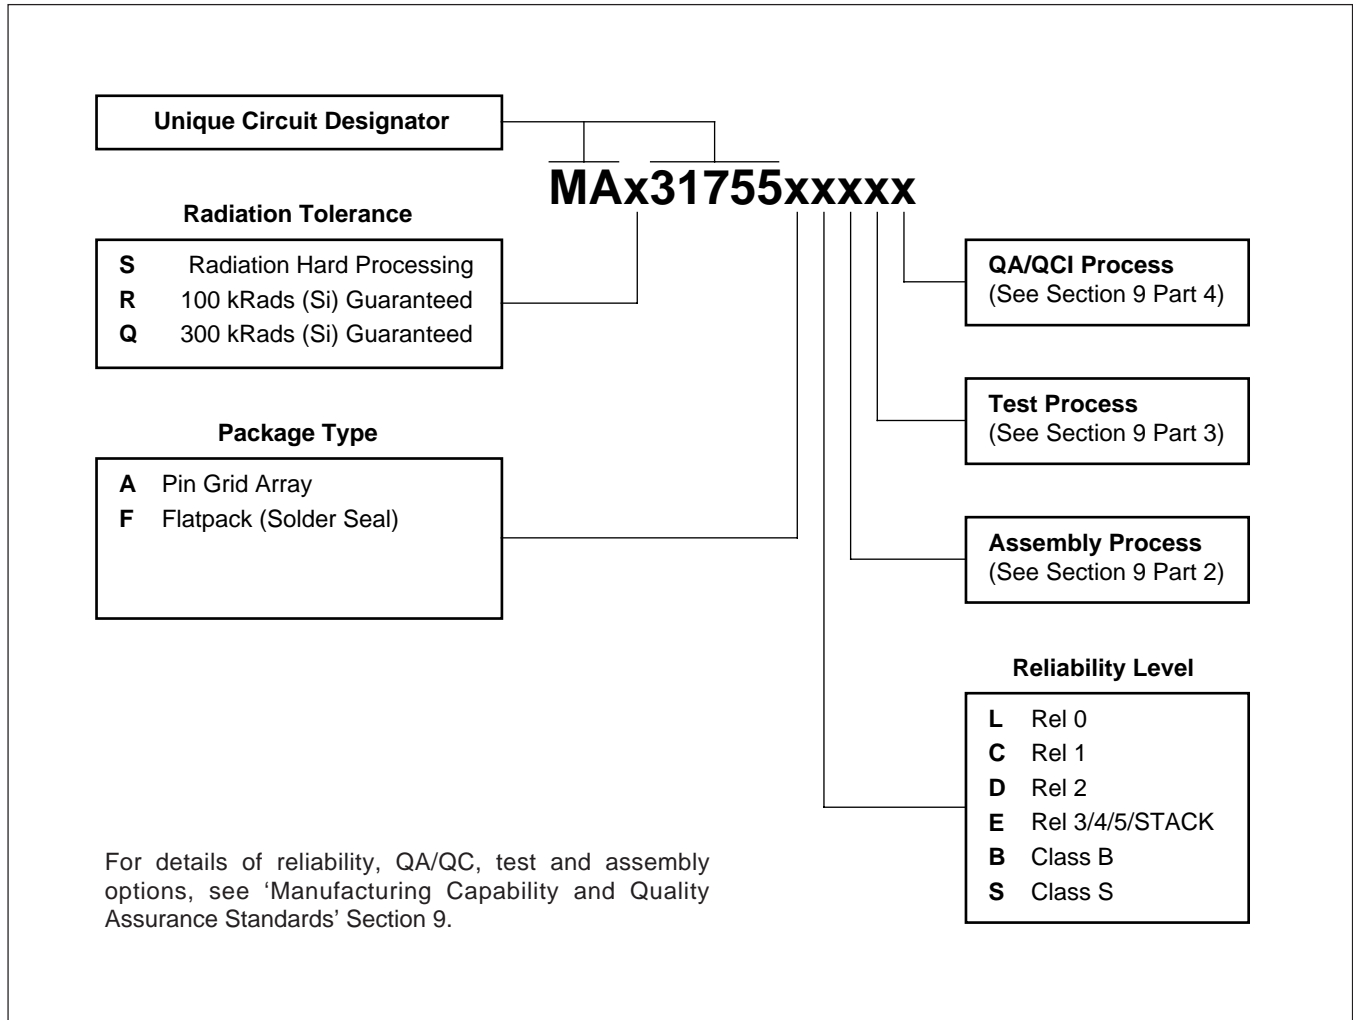 Unique Circuit Designator
MAx31755xxxxx
Radiation Tolerance
S Radiation Hard Processing
R 100 kRads (Si) Guaranteed
Q 300 kRads (Si) Guaranteed
Package Type
A Pin Grid Array
F Flatpack (Solder Seal)
QA/QCI Process
(See Section 9 Part 4)
Test Process
(See Section 9 Part 3)
Assembly Process
(See Section 9 Part 2)
Reliability Level
L Rel 0
C Rel 1
D Rel 2
E Rel 3/4/5/STACK
B Class B
S Class S
For details of reliability, QA/QC, test and assembly
options, see ‘Manufacturing Capability and Quality
Assurance Standards’ Section 9.